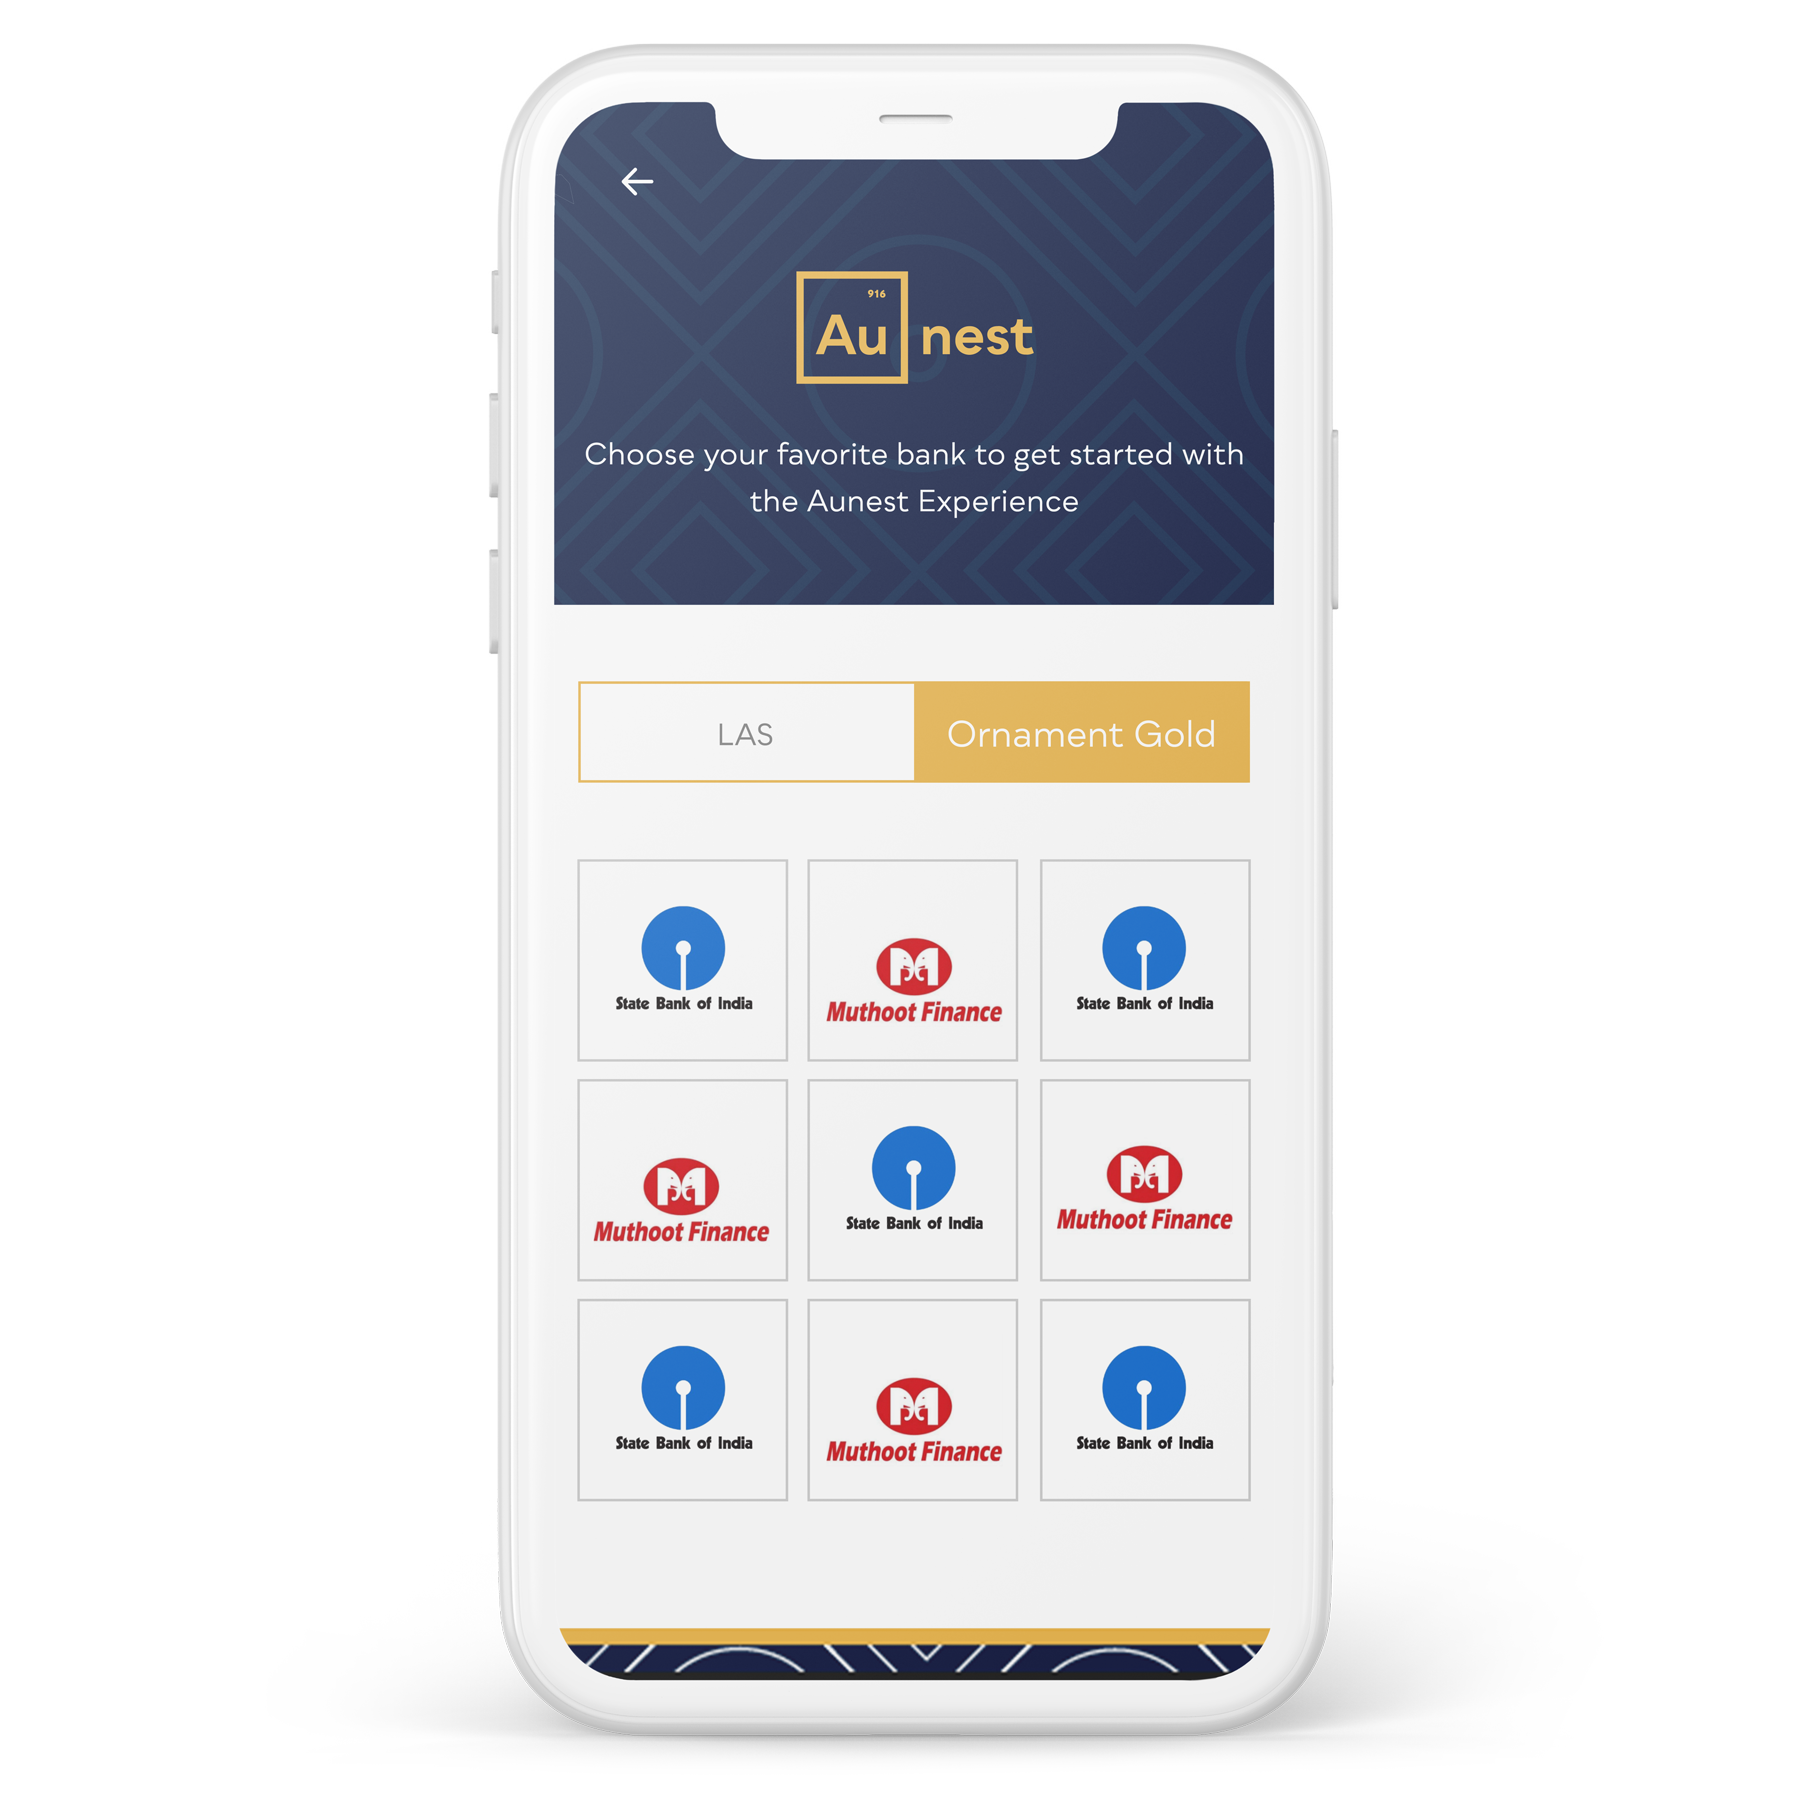 916
Au nest
Choose your favorite bank to get started with
the Aunest Experience
LAS
Ornament Gold
State Bank of India
Muthoot Finance
State Bank of India
Muthoot Finance
State Bank of India
Muthoot Finance
State Bank of India
Muthoot Finance
State Bank of India